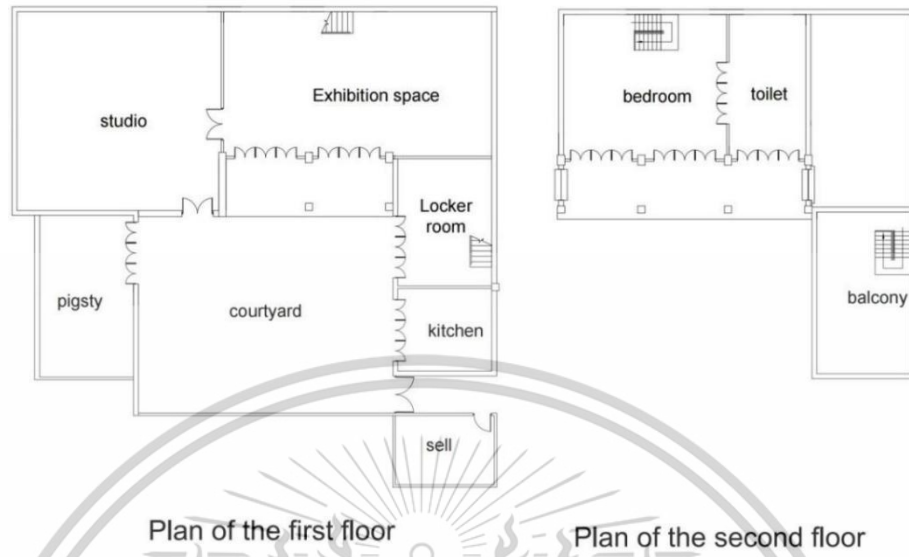 Exhibition space
bedroom
toilet
studio
Locker
room
pigsty
courtyard
kitchen
balcony
sell
Plan of the first floor
Plan of the second floor